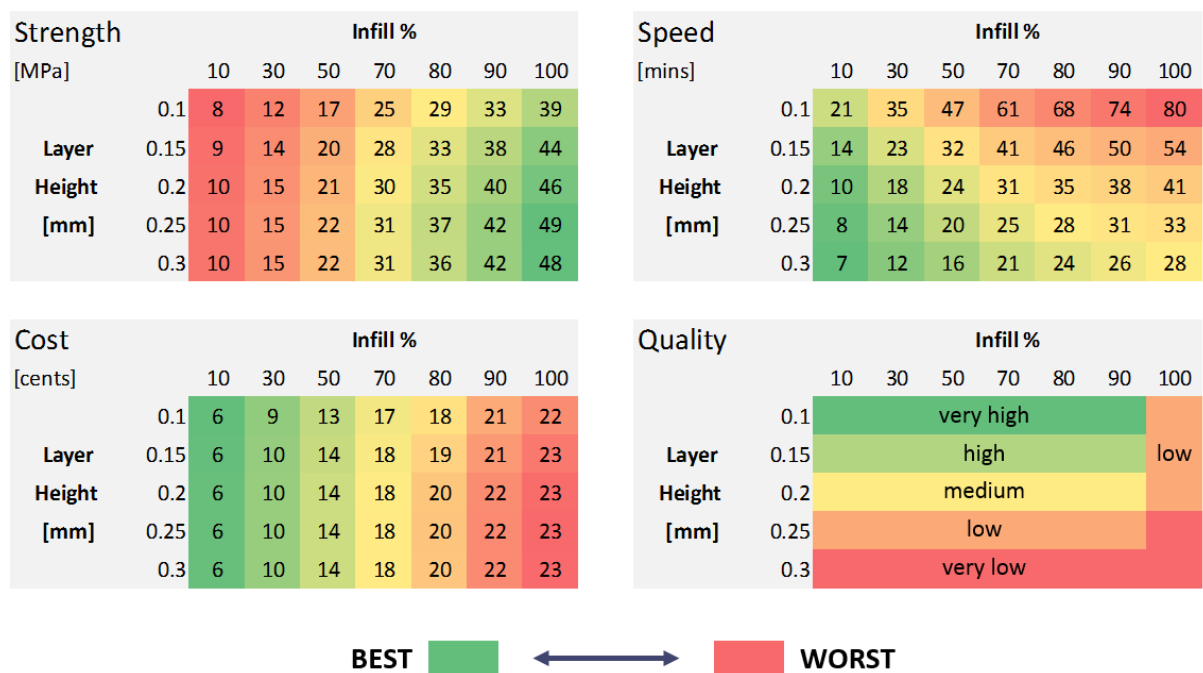 Strength Infill %
[MPa] 10 30 50 70 80 90 100
0.1 8 12 17 25 29 33 39
Layer 0.15 9 14 20 28 33 38 44
Height 0.2 10 15 21 30 35 40 46
[mm] 0.25 10 15 22 31 37 42 49
0.3 10 15 22 31 36 42 48
Speed Infill %
[mins] 10 30 50 70 80 90 100
0.1 21 35 47 61 68 74 80
Layer 0.15 14 23 32 41 46 50 54
Height 0.2 10 18 24 31 35 38 41
[mm] 0.25 8 14 20 25 28 31 33
0.3 7 12 16 21 24 26 28
Cost Infill %
[cents] 10 30 50 70 80 90 100
0.1 6 9 13 17 18 21 22
Layer 0.15 6 10 14 18 19 21 23
Height 0.2 6 10 14 18 20 22 23
[mm] 0.25 6 10 14 18 20 22 23
0.3 6 10 14 18 20 22 23
Quality Infill %
10 30 50 70 80 90 100
0.1 very high
Layer 0.15 high low
Height 0.2 medium
[mm] 0.25 low
0.3 very low
BEST WORST